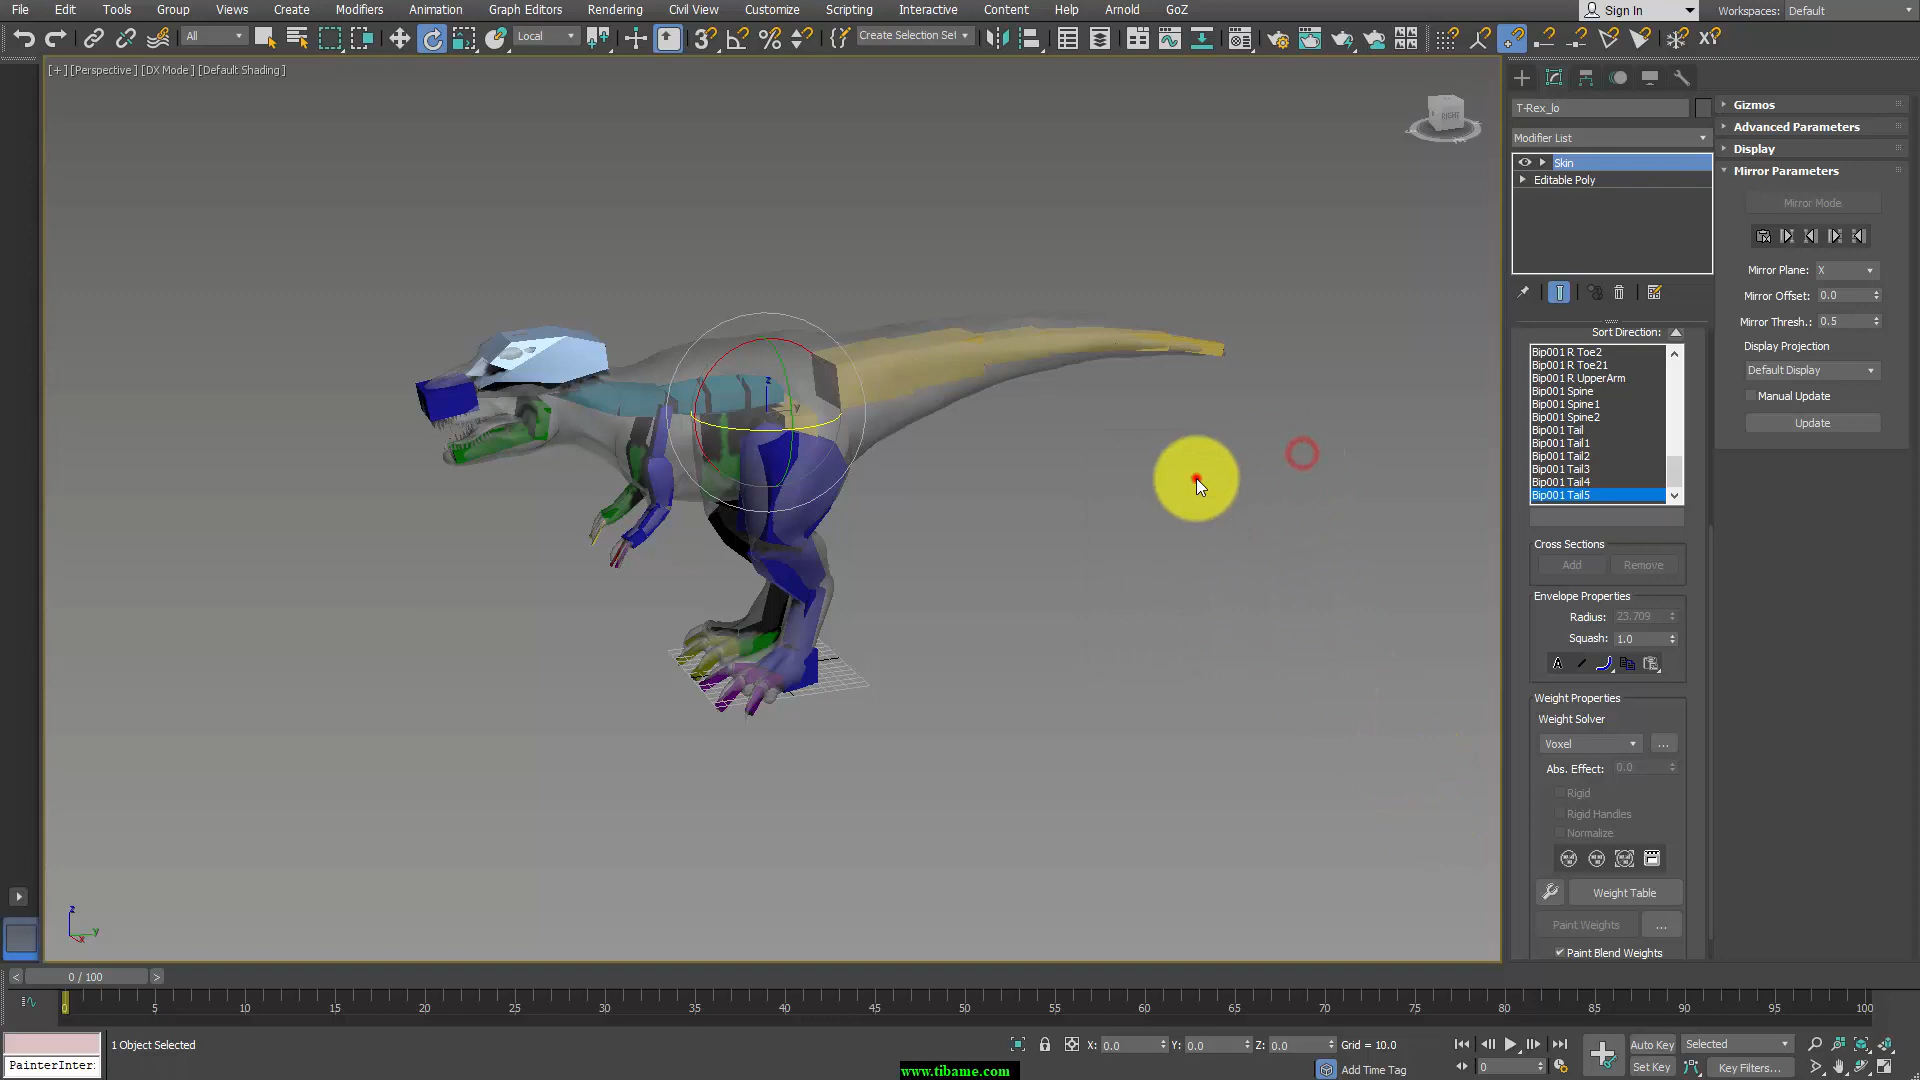 File Edit Tools Group Views Create Modifiers Animation Graph Editors Rendering Civil View Customize Scripting Interactive Content Help Arnold GoZ Sign In Workspaces: Default
All Local Create Selection Set
[+] [Perspective] [DX Mode] [Default Shading]
RIGHT
T-Rex_lo
Modifier List
Skin
Editable Poly
Gizmos
Advanced Parameters
Display
Mirror Parameters
Mirror Mode
Mirror Plane: X
Mirror Offset: 0.0
Mirror Thresh.: 0.5
Display Projection
Default Display
Manual Update
Update
Sort Direction:
Bip001 R Toe2
Bip001 R Toe21
Bip001 R UpperArm
Bip001 Spine
Bip001 Spine1
Bip001 Spine2
Bip001 Tail
Bip001 Tail1
Bip001 Tail2
Bip001 Tail3
Bip001 Tail4
Bip001 Tail5
Cross Sections
Add Remove
Envelope Properties
Radius: 23.709
Squash: 1.0
Weight Properties
Weight Solver
Voxel ...
Abs. Effect: 0.0
Rigid
Rigid Handles
Normalize
Weight Table
Paint Weights ...
Paint Blend Weights
z
y
z
y
x
< 0 / 100 >
0 5 10 15 20 25 30 35 40 45 50 55 60 65 70 75 80 85 90 95 100
1 Object Selected X: 0.0 Y: 0.0 Z: 0.0 Grid = 10.0 Auto Key Selected
PainterInter: www.tibame.com Add Time Tag 0 Set Key Key Filters...